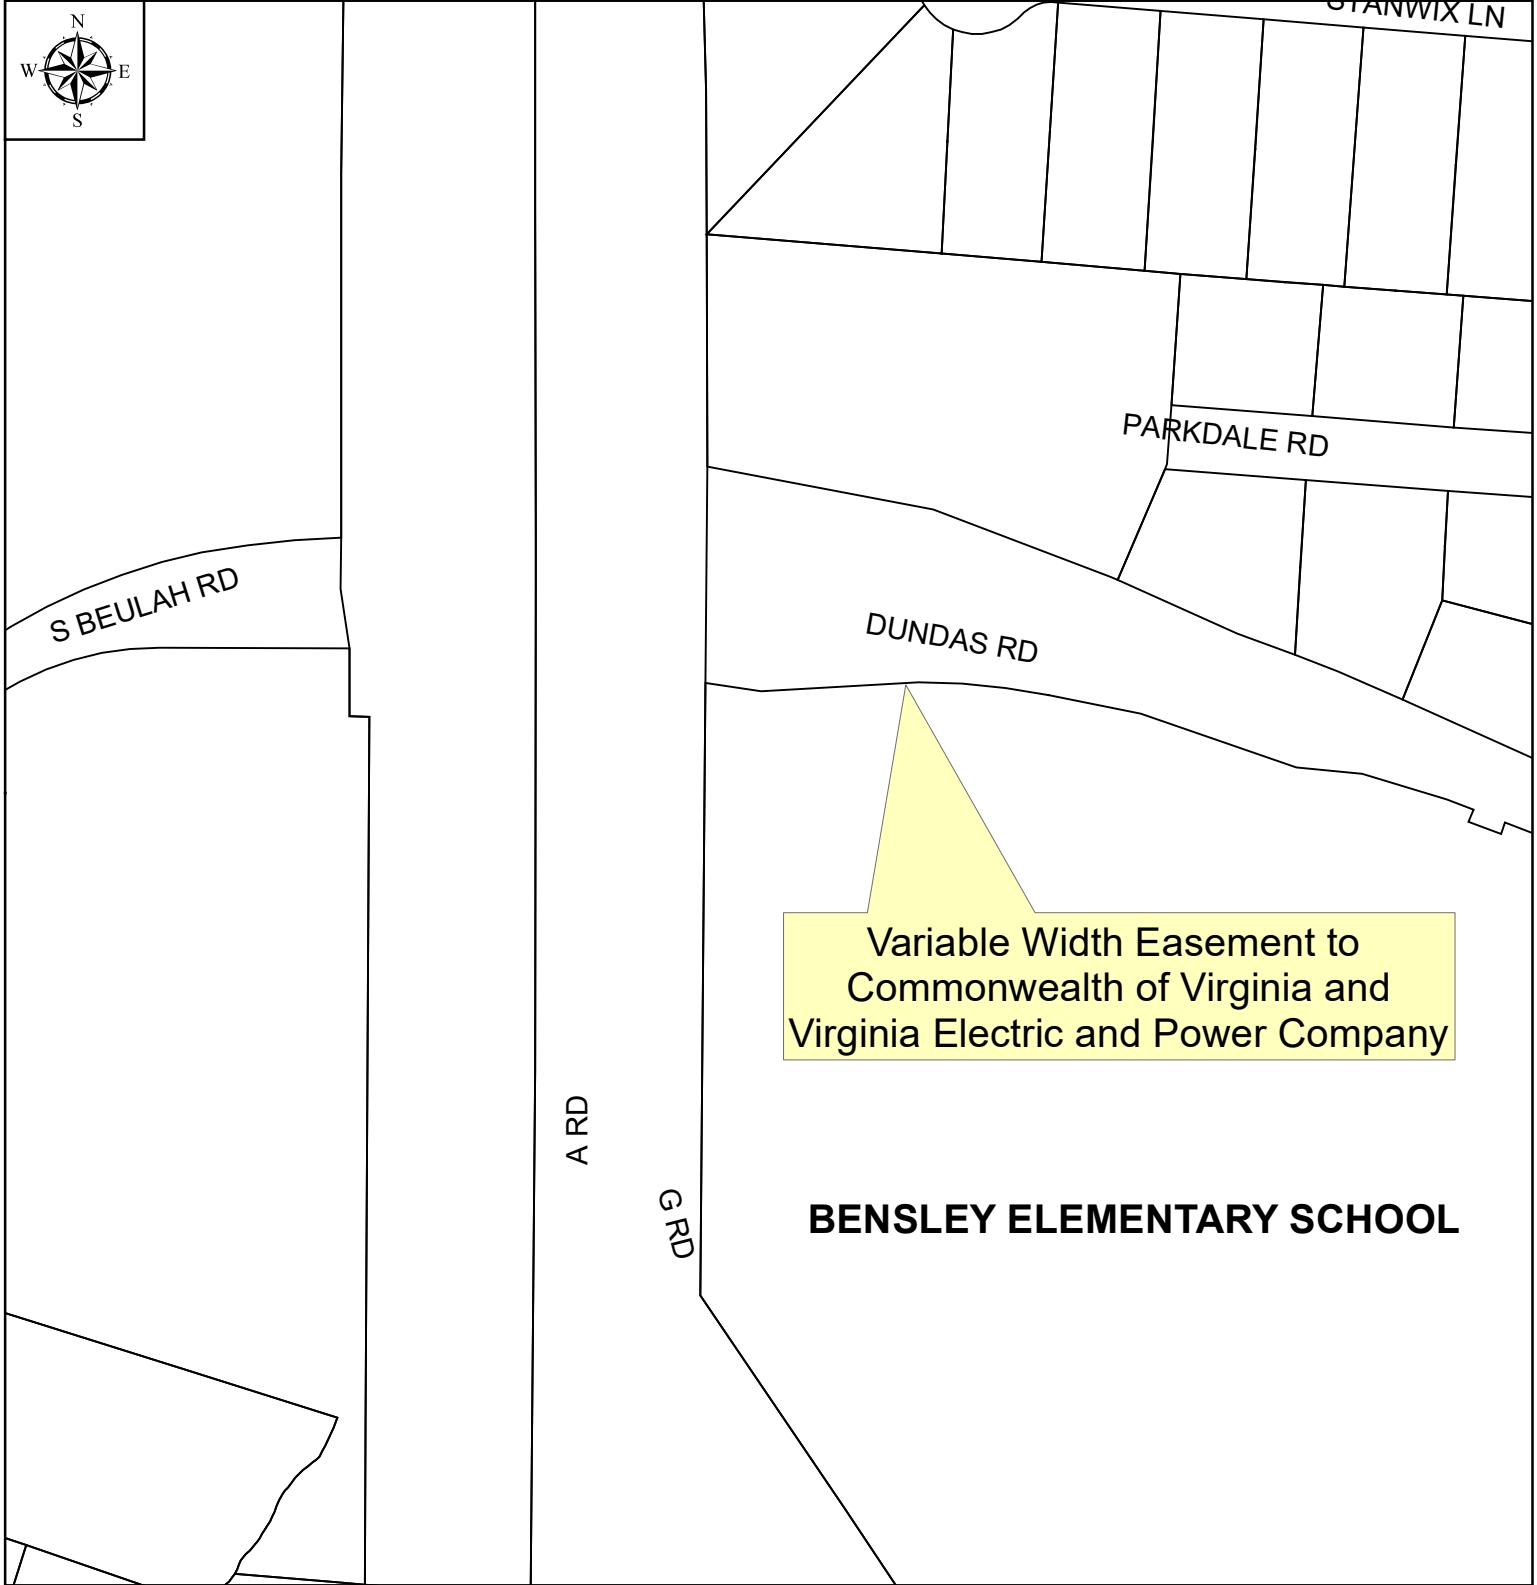 STANWIX LN
N
W E
S
PARKDALE RD
S BEULAH RD
DUNDAS RD
Variable Width Easement to
Commonwealth of Virginia and
Virginia Electric and Power Company
A RD
G RD
BENSLEY ELEMENTARY SCHOOL